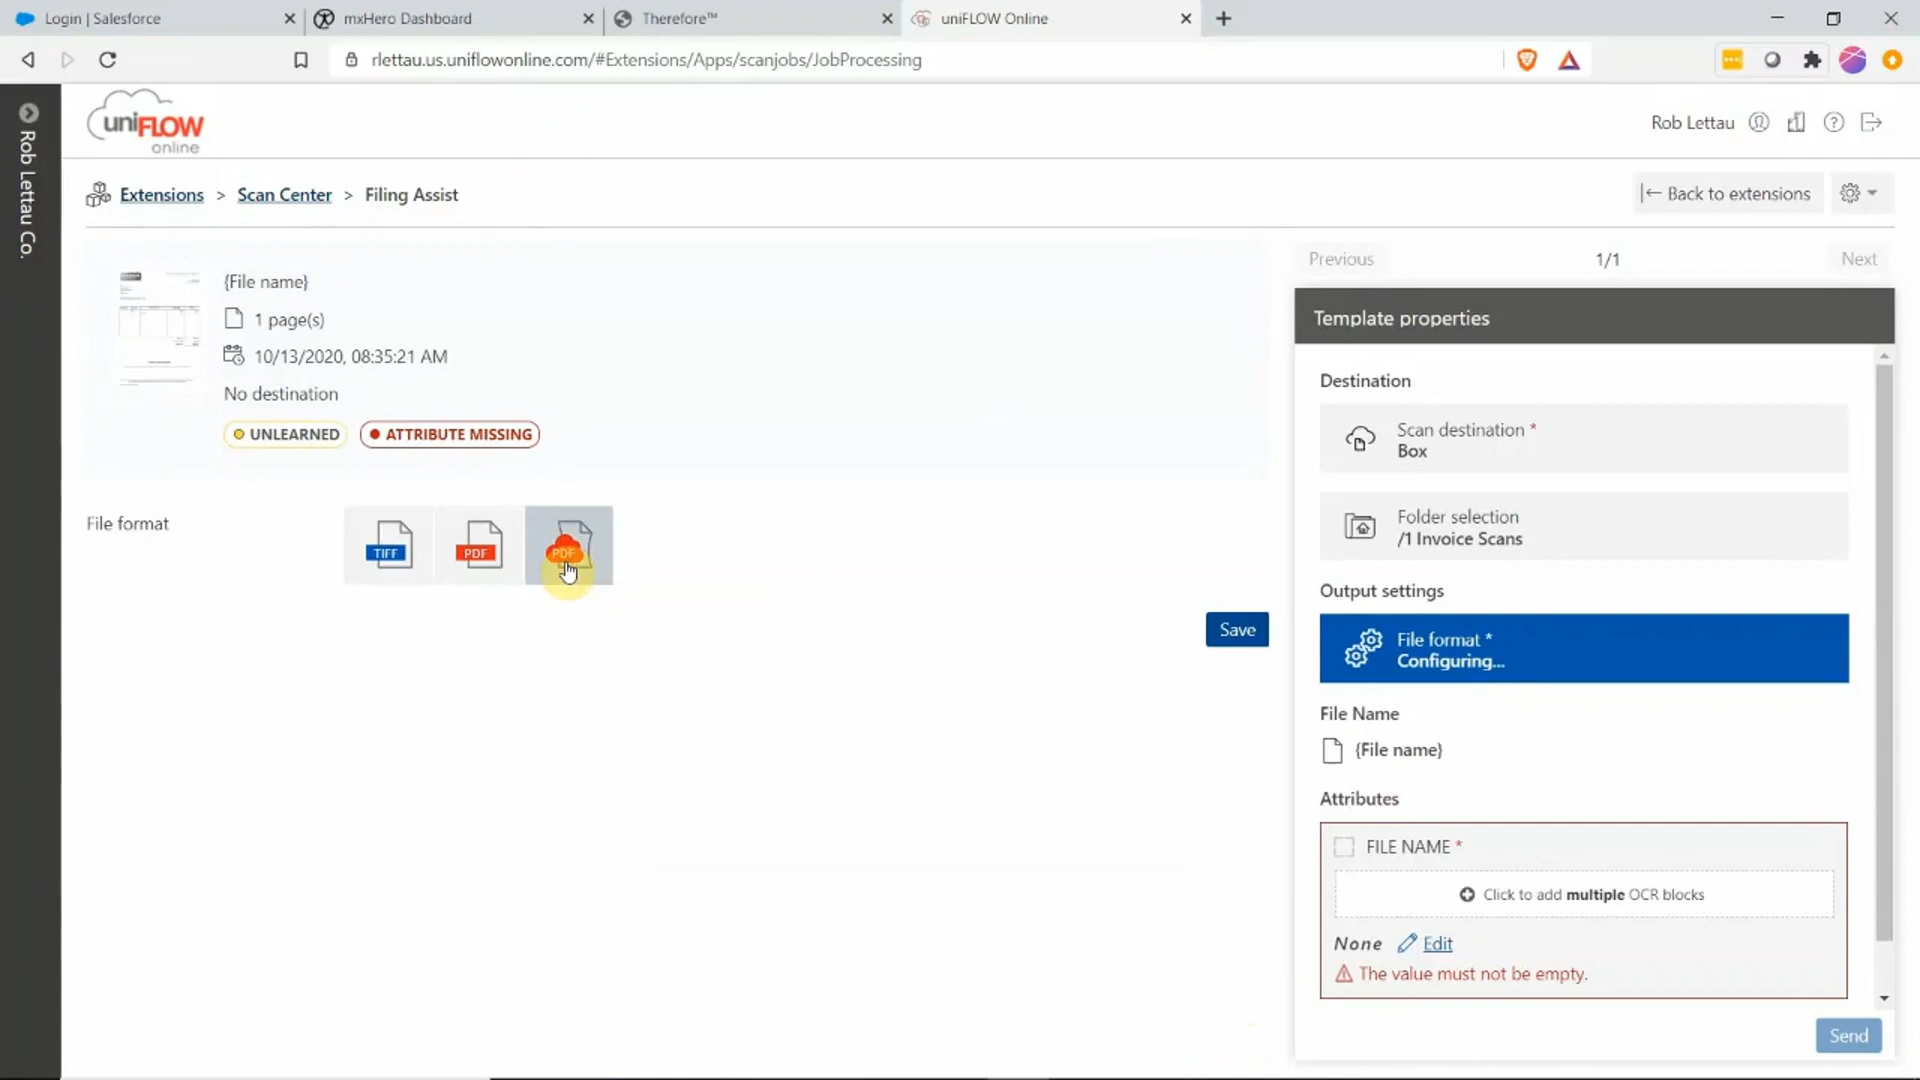 Login | Salesforce
mxHero Dashboard
Therefore™
uniFLOW Online
rlettau.us.uniflowonline.com/#Extensions/Apps/scanjobs/JobProcessing
Rob Lettau Co.
uniFLOW
online
Rob Lettau
Extensions > Scan Center > Filing Assist
Back to extensions
{File name}
1 page(s)
10/13/2020, 08:35:21 AM
No destination
UNLEARNED
ATTRIBUTE MISSING
File format
TIFF
PDF
PDF
Save
Previous
1/1
Next
Template properties
Destination
Scan destination *
Box
Folder selection
/1 Invoice Scans
Output settings
File format *
Configuring...
File Name
{File name}
Attributes
FILE NAME *
Click to add multiple OCR blocks
None Edit
The value must not be empty.
Send